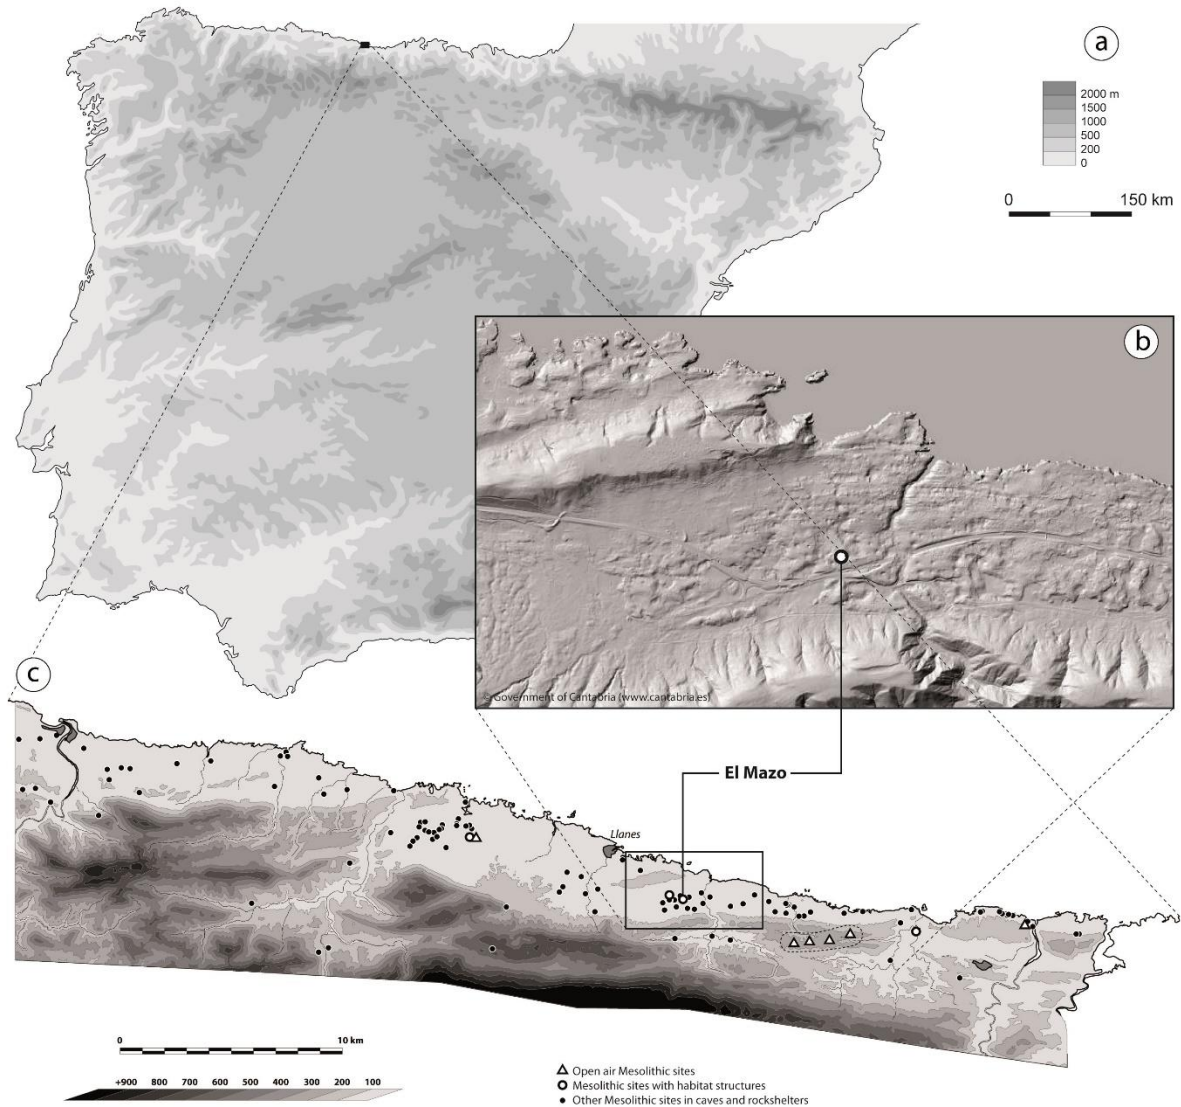 a
2000 m
1500
1000
500
200
0
0 150 km
b
© Government of Cantabria (www.cantabria.es)
c
El Mazo
Llanes
0 10 km
+900 800 700 600 500 400 300 200 100
Open air Mesolithic sites
Mesolithic sites with habitat structures
Other Mesolithic sites in caves and rockshelters